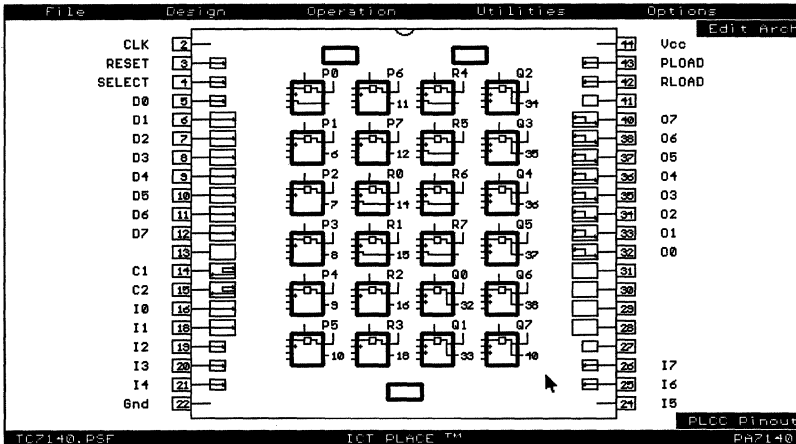 File Design Operation Utilities Options
Edit Arch
CLK 2 44 Vcc
RESET 3 P0 P6 R4 Q2 43 PLOAD
SELECT 4 42 RLOAD
D0 5 11 34 41
D1 6 P1 P7 R5 Q3 40 O7
D2 7 38 O6
D3 8 6 12 35 37 O5
D4 9 P2 R0 R6 Q4 36 O4
D5 10 7 14 36 35 O3
D6 11 34 O2
D7 12 P3 R1 R7 Q5 33 O1
13 8 15 37 32 O0
C1 14 P4 R2 Q0 Q6 31
C2 15 30
I0 16 9 16 32 38 29
I1 18 P5 R3 Q1 Q7 28
I2 19 10 18 33 40 27
I3 20 26 I7
I4 21 25 I6
Gnd 22 24 I5
PLCC Pinout
TC7140.PSF ICT PLACE TM PA7140